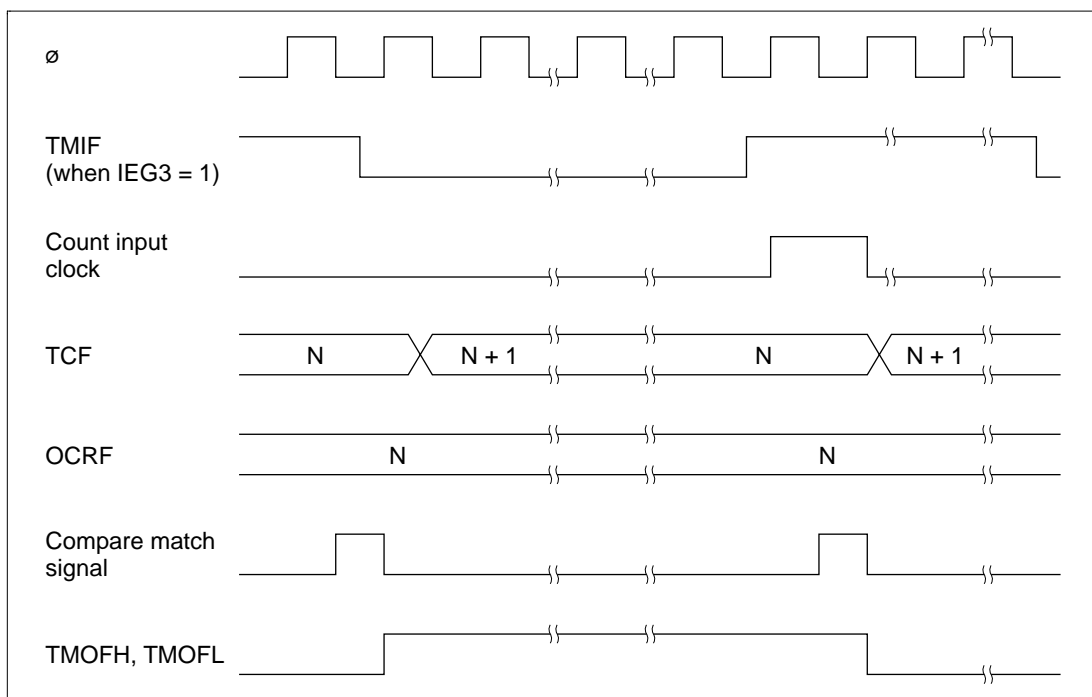 ø
TMIF
(when IEG3 = 1)
Count input
clock
TCF
N
N + 1
N
N + 1
OCRF
N
N
Compare match
signal
TMOFH, TMOFL